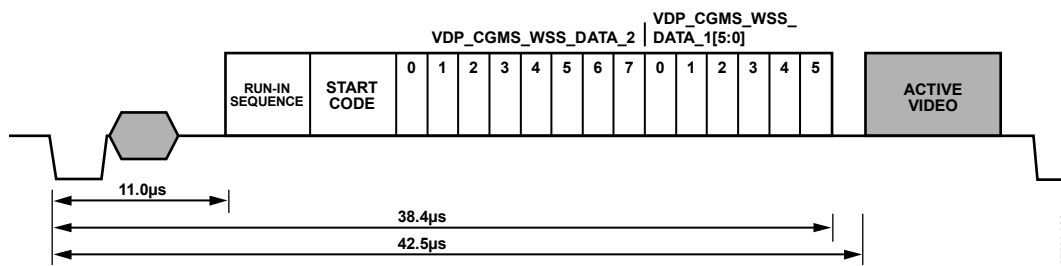 VDP_CGMS_WSS_DATA_2
VDP_CGMS_WSS_
DATA_1[5:0]
RUN-IN
SEQUENCE
START
CODE
0 1 2 3 4 5 6 7 0 1 2 3 4 5
ACTIVE
VIDEO
11.0µs
38.4µs
42.5µs